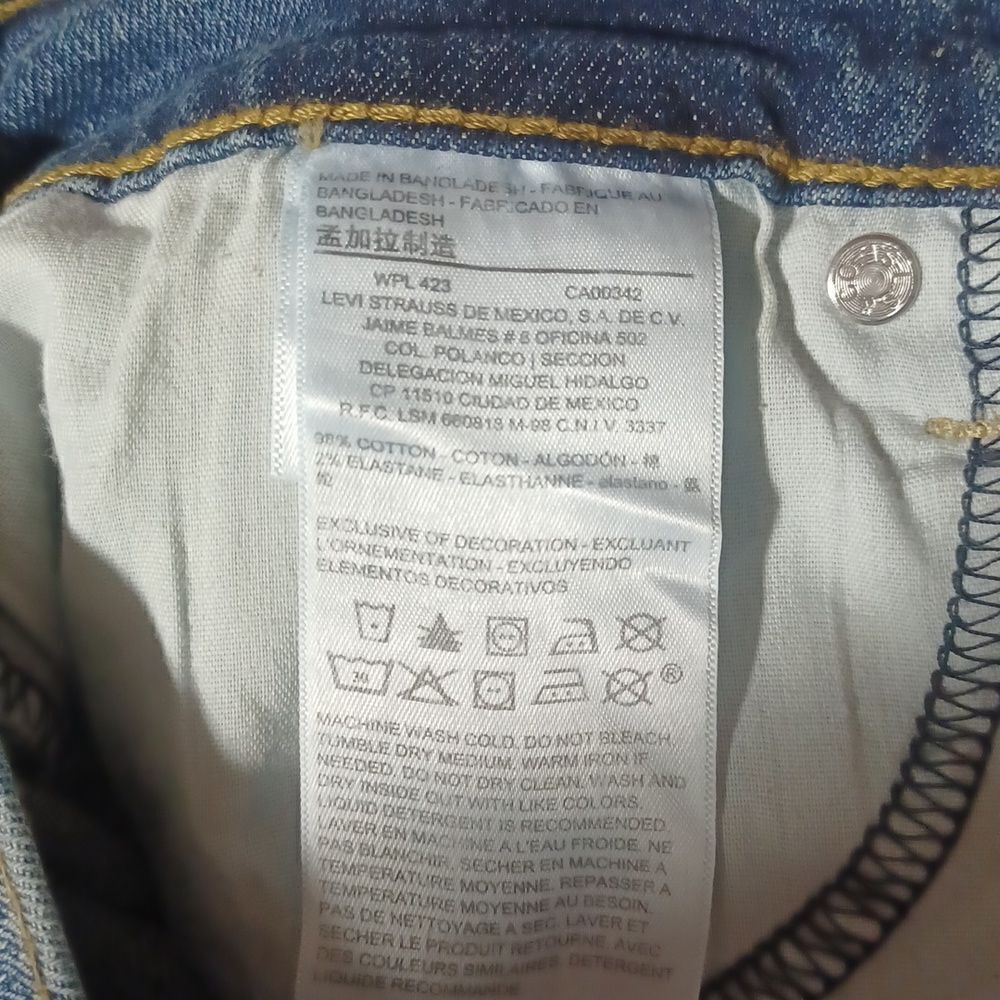 MADE IN BANGLADESH - FABRIQUE AU
BANGLADESH - FABRICADO EN
BANGLADESH
孟加拉制造
WPL 423 CA00342
LEVI STRAUSS DE MEXICO, S.A. DE C.V.
JAIME BALMES # 8 OFICINA 502
COL. POLANCO | SECCION
DELEGACION MIGUEL HIDALGO
CP 11510 CIUDAD DE MEXICO
R.F.C. LSM 660818 M-98 C.N.I.V. 3337
98% COTTON - COTON - ALGODÓN - 棉
2% ELASTANE - ELASTHANNE - elastano -
EXCLUSIVE OF DECORATION - EXCLUANT
L'ORNEMENTATION - EXCLUYENDO
ELEMENTOS DECORATIVOS
30
®
MACHINE WASH COLD. DO NOT BLEACH.
TUMBLE DRY MEDIUM. WARM IRON IF
NEEDED. DO NOT DRY CLEAN. WASH AND
DRY INSIDE OUT WITH LIKE COLORS.
LIQUID DETERGENT IS RECOMMENDED.
LAVER EN MACHINE A L'EAU FROIDE. NE
PAS BLANCHIR. SECHER EN MACHINE A
TEMPERATURE MOYENNE. REPASSER A
TEMPERATURE MOYENNE AU BESOIN.
PAS DE NETTOYAGE A SEC. LAVER ET
SECHER LE PRODUIT RETOURNE, AVEC
DES COULEURS SIMILAIRES. DETERGENT
LIQUIDE RECOMMANDE.